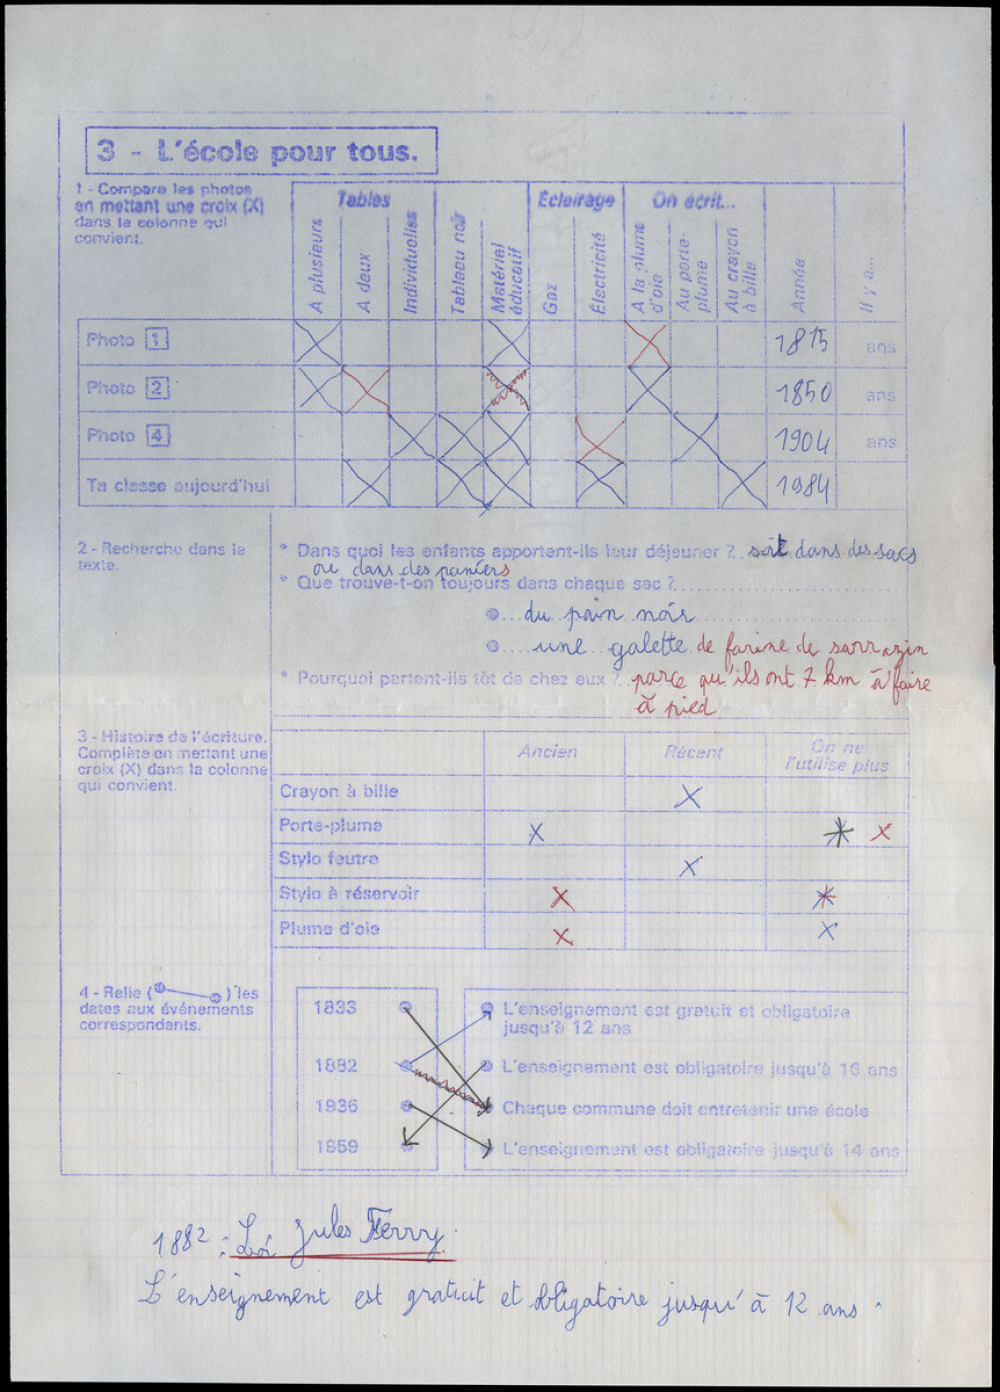 3 - L'école pour tous.
1 - Compare les photos
en mettant une croix (X)
dans la colonne qui
convient.
Tables
Éclairage
On écrit...
A plusieurs
A deux
Individuelles
Tableau noir
Matériel éducatif
Gaz
Électricité
A la plume d'oie
Au porte-plume
Au crayon à bille
Année
Il y a...
Photo 1 X X X 1815 ans
Photo 2 X X X X 1850 ans
Photo 4 X X X X X 1904 ans
Ta classe aujourd'hui X X X X X 1984
2 - Recherche dans le
texte.
* Dans quoi les enfants apportent-ils leur déjeuner ? soit dans des sacs
ou dans des paniers
* Que trouve-t-on toujours dans chaque sac ?
du pain noir
une galette de farine de sarrazin
* Pourquoi partent-ils tôt de chez eux ? parce qu'ils ont 7 km à faire
à pied
3 - Histoire de l'écriture.
Complète en mettant une
croix (X) dans la colonne
qui convient.
Ancien Récent On ne l'utilise plus
Crayon à bille X
Porte-plume X X X
Stylo feutre X
Stylo à réservoir X X
Plume d'oie X X
4 - Relie ( ) les
dates aux événements
correspondants.
1833 L'enseignement est gratuit et obligatoire
jusqu'à 12 ans
1882 L'enseignement est obligatoire jusqu'à 16 ans
1936 Chaque commune doit entretenir une école
1959 L'enseignement est obligatoire jusqu'à 14 ans
1882 : Loi Jules Ferry.
L'enseignement est gratuit et obligatoire jusqu'à 12 ans.